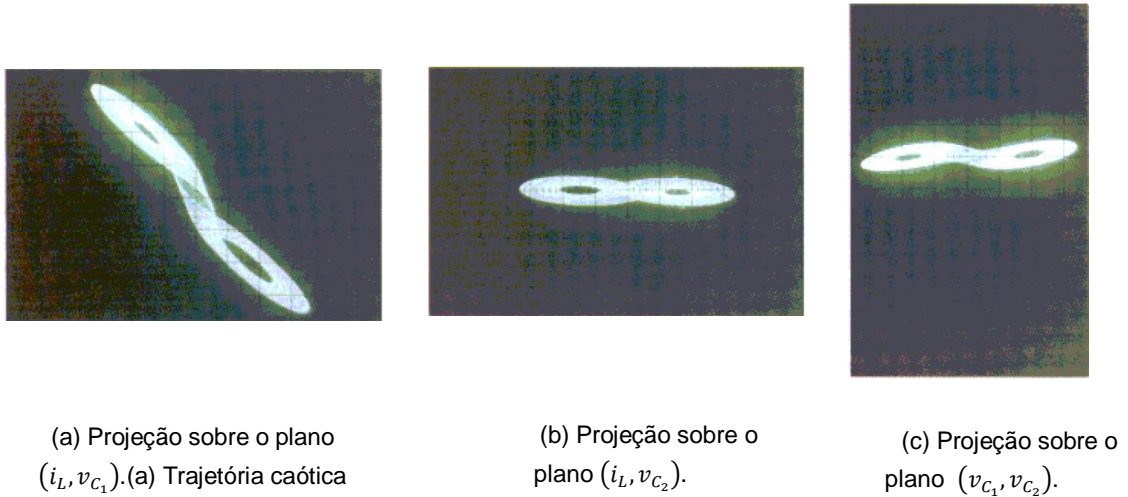 (a) Projeção sobre o plano
(i_L, v_{C_1}).(a) Trajetória caótica
(b) Projeção sobre o
plano (i_L, v_{C_2}).
(c) Projeção sobre o
plano (v_{C_1}, v_{C_2}).